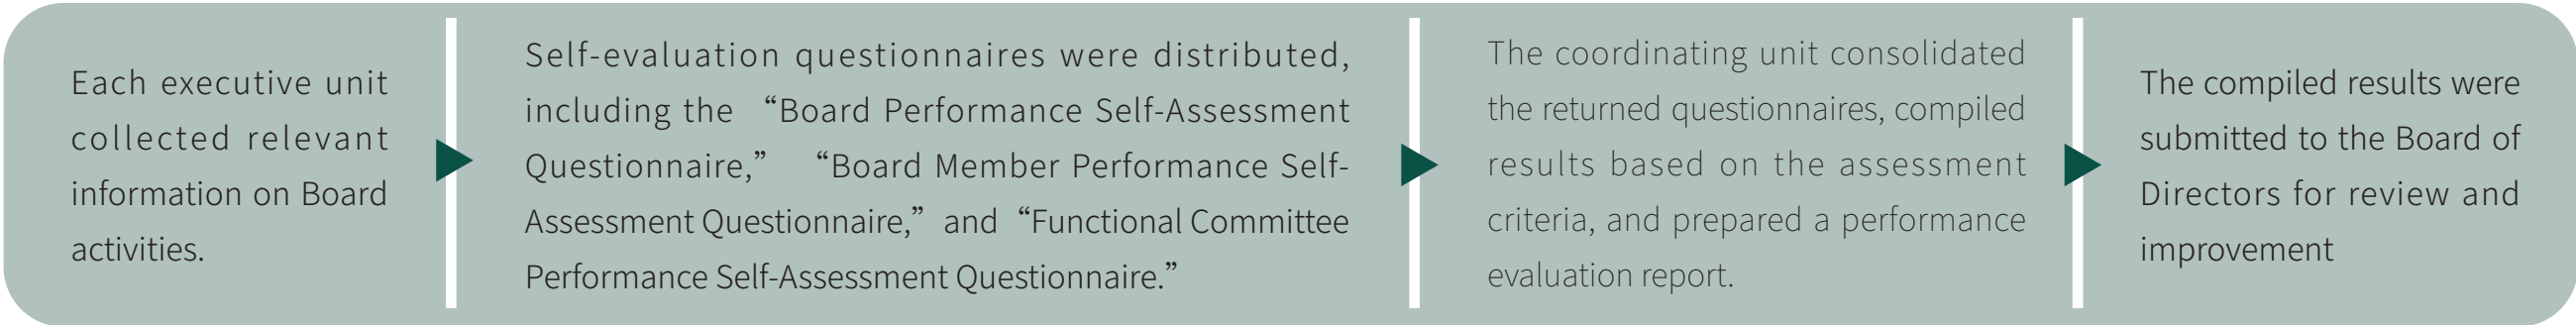 Each executive unit
collected relevant
information on Board
activities.
Self-evaluation questionnaires were distributed,
including the “Board Performance Self-Assessment
Questionnaire,” “Board Member Performance Self-
Assessment Questionnaire,” and “Functional Committee
Performance Self-Assessment Questionnaire.”
The coordinating unit consolidated
the returned questionnaires, compiled
results based on the assessment
criteria, and prepared a performance
evaluation report.
The compiled results were
submitted to the Board of
Directors for review and
improvement